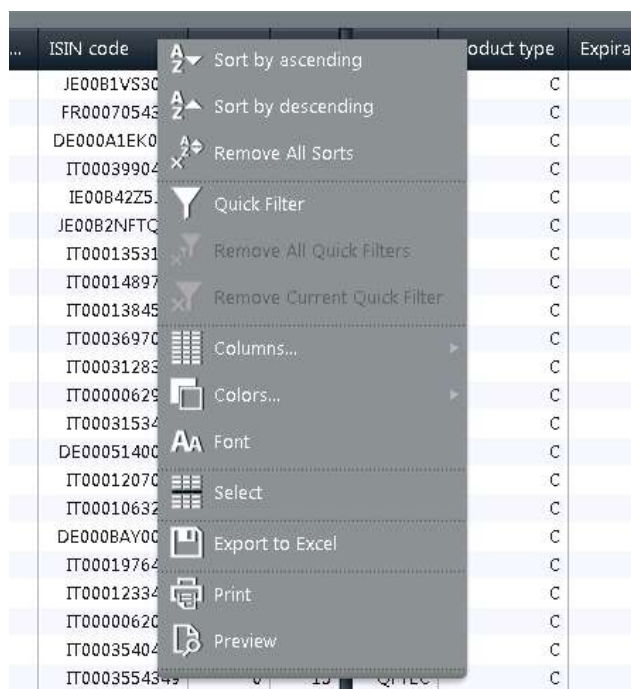 ... ISIN code oduct type Expira
JE00B1VS30 C
FR00070543 C
DE000A1EK0 C
IT00039904 C
IE00B42Z5 C
JE00B2NFTQ C
IT00013531 C
IT00014897 C
IT00013845 C
IT00036970 C
IT00031283 C
IT00000629 C
IT00031534 C
DE00051400 C
IT00012070 C
IT00010632 C
DE000BAY00 C
IT00019764 C
IT00012334 C
IT00000620 C
IT00035404 C
IT0003554349 C
Sort by ascending
Sort by descending
Remove All Sorts
Quick Filter
Remove All Quick Filters
Remove Current Quick Filter
Columns...
Colors...
AA Font
Select
Export to Excel
Print
Preview